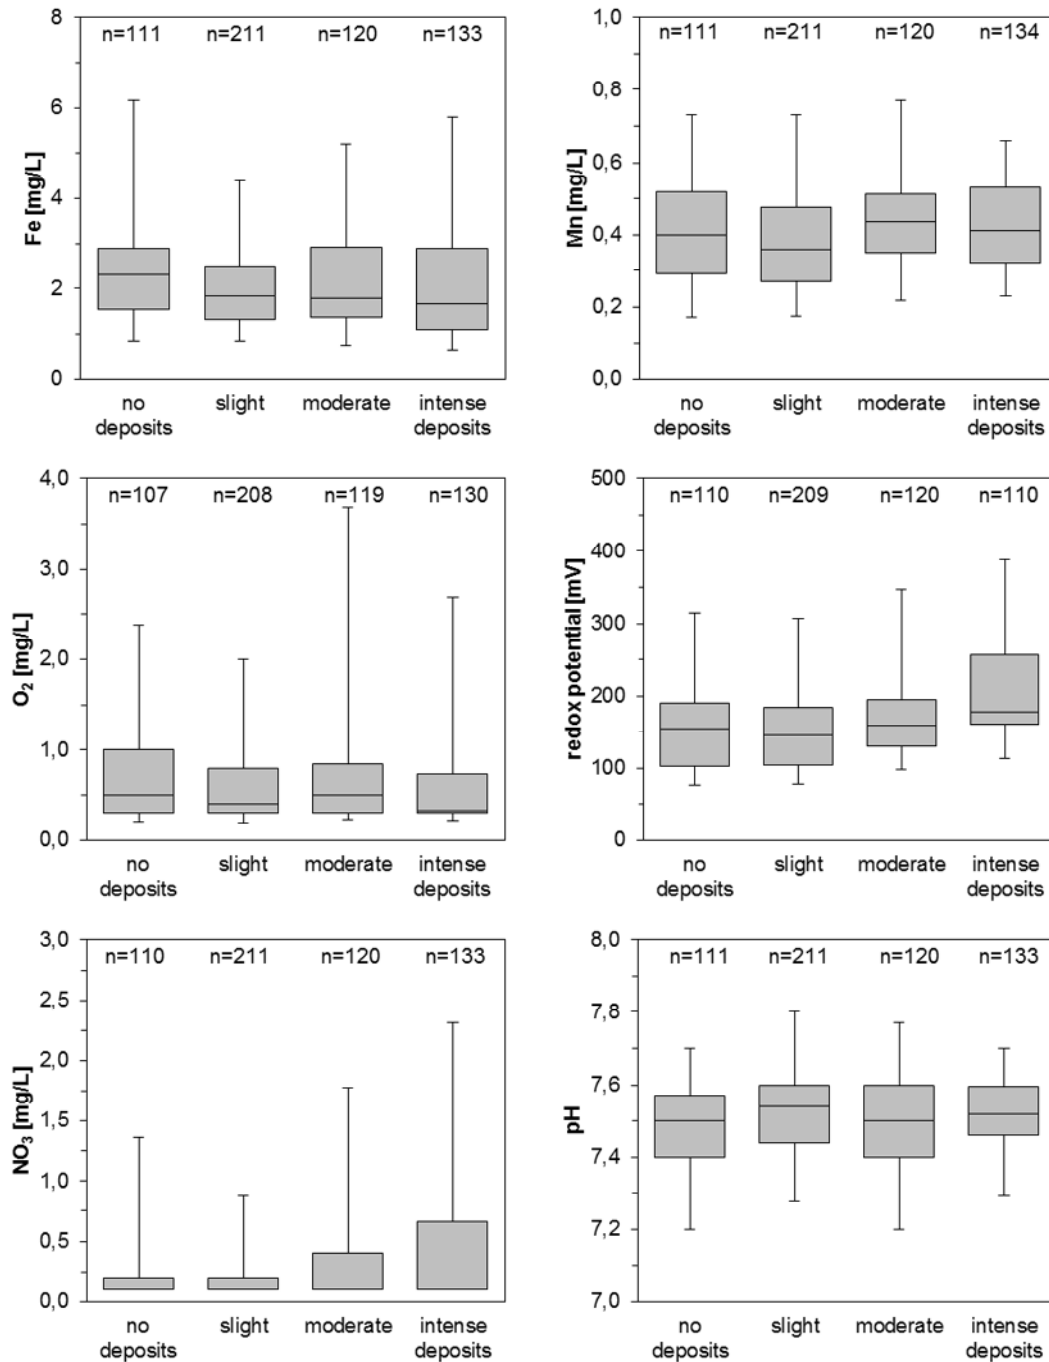 8
6
4
2
0
Fe [mg/L]
n=111 n=211 n=120 n=133
no deposits slight moderate intense deposits
1,0
0,8
0,6
0,4
0,2
0,0
Mn [mg/L]
n=111 n=211 n=120 n=134
no deposits slight moderate intense deposits
4,0
3,0
2,0
1,0
0,0
O2 [mg/L]
n=107 n=208 n=119 n=130
no deposits slight moderate intense deposits
500
400
300
200
100
0
redox potential [mV]
n=110 n=209 n=120 n=110
no deposits slight moderate intense deposits
3,0
2,5
2,0
1,5
1,0
0,5
0,0
NO3 [mg/L]
n=110 n=211 n=120 n=133
no deposits slight moderate intense deposits
8,0
7,8
7,6
7,4
7,2
7,0
pH
n=111 n=211 n=120 n=133
no deposits slight moderate intense deposits